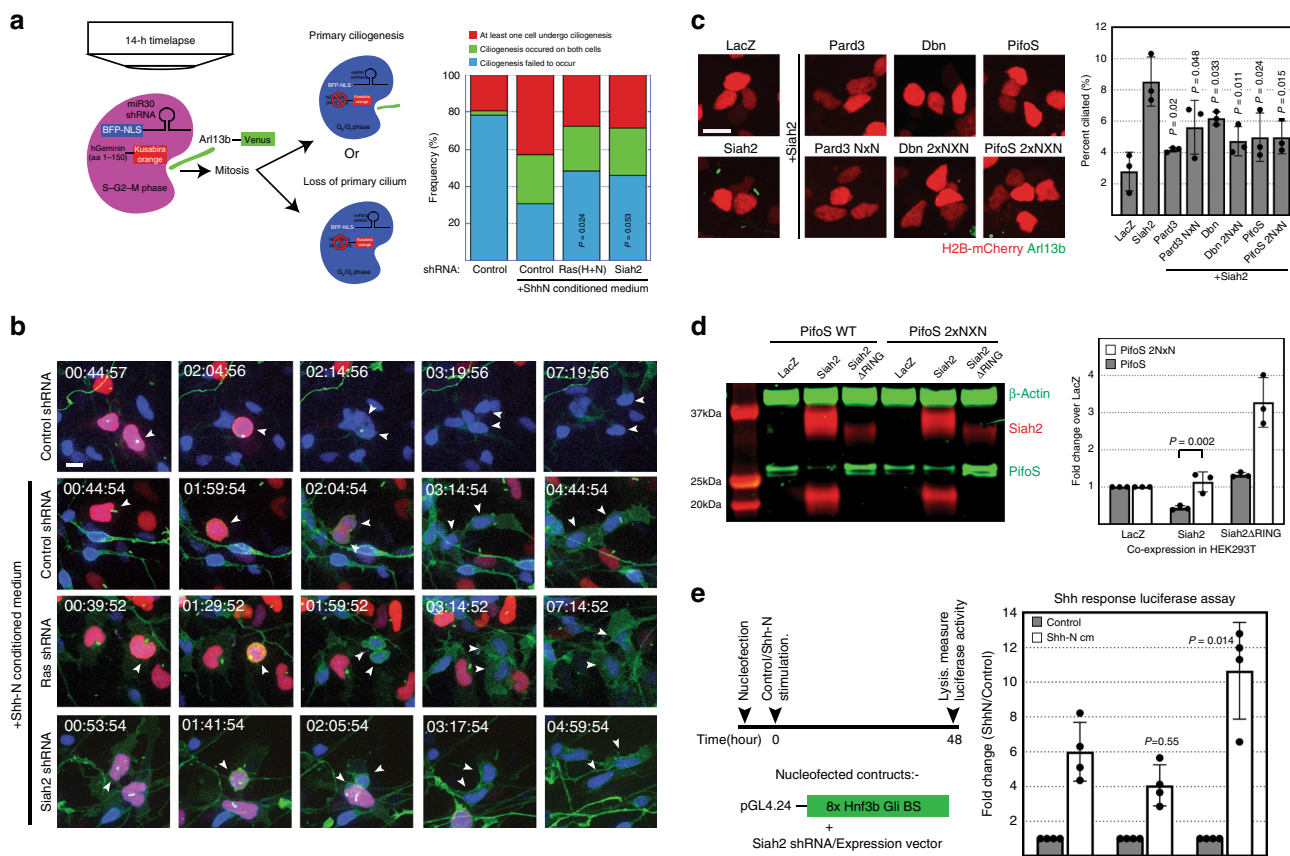 a
14-h timelapse
miR30
shRNA
BFP-NLS
hGeminin
(aa 1–150)
Kusabira
orange
S–G2–M phase
Arl13b
Venus
Mitosis
Primary ciliogenesis
miR30
shRNA
BFP-NLS
Kusabira
orange
G0/G1 phase
Or
Loss of primary cilium
miR30
shRNA
BFP-NLS
Kusabira
orange
G0/G1 phase
At least one cell undergo ciliogenesis
Ciliogenesis occured on both cells
Ciliogenesis failed to occur
Frequency (%)
100
80
60
40
20
P = 0.024
P = 0.053
shRNA:
Control
Control
Ras(H+N)
Siah2
+ShhN conditioned medium
b
+Shh-N conditioned medium
Control shRNA
00:44:57
02:04:56
02:14:56
03:19:56
07:19:56
Control shRNA
00:44:54
01:59:54
02:04:54
03:14:54
04:44:54
Ras shRNA
00:39:52
01:29:52
01:59:52
03:14:52
07:14:52
Siah2 shRNA
00:53:54
01:41:54
02:05:54
03:17:54
04:59:54
c
LacZ
Pard3
Dbn
PifoS
+Siah2
Siah2
Pard3 NxN
Dbn 2xNXN
PifoS 2xNXN
H2B-mCherry Arl13b
Percent ciliated (%)
12
10
8
6
4
2
P = 0.02
P = 0.048
P = 0.033
P = 0.011
P = 0.024
P = 0.015
LacZ
Siah2
Pard3
Pard3 NxN
Dbn
Dbn 2NxN
PifoS
PifoS 2NxN
+Siah2
d
PifoS WT
PifoS 2xNXN
LacZ
Siah2
Siah2
ΔRING
LacZ
Siah2
Siah2
ΔRING
37kDa
25kDa
20kDa
β-Actin
Siah2
PifoS
PifoS 2NxN
PifoS
Fold change over LacZ
4
3
2
1
P = 0.002
LacZ
Siah2
Siah2ΔRING
Co-expression in HEK293T
e
Nucleofection
Control/Shh-N
stimulation.
Lysis. measure
luciferase activity
Time(hour)
0
48
Nucleofected contructs:-
pGL4.24
8x Hnf3b Gli BS
+
Siah2 shRNA/Expression vector
Shh response luciferase assay
Control
Shh-N cm
Fold change (ShhN/Control)
14
12
10
8
6
4
2
P=0.55
P = 0.014